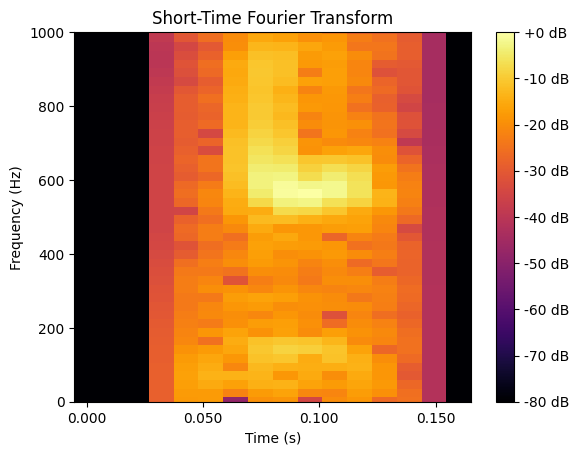 Short-Time Fourier Transform
1000
800
600
400
200
0
Frequency (Hz)
0.000
0.050
0.100
0.150
Time (s)
+0 dB
-10 dB
-20 dB
-30 dB
-40 dB
-50 dB
-60 dB
-70 dB
-80 dB